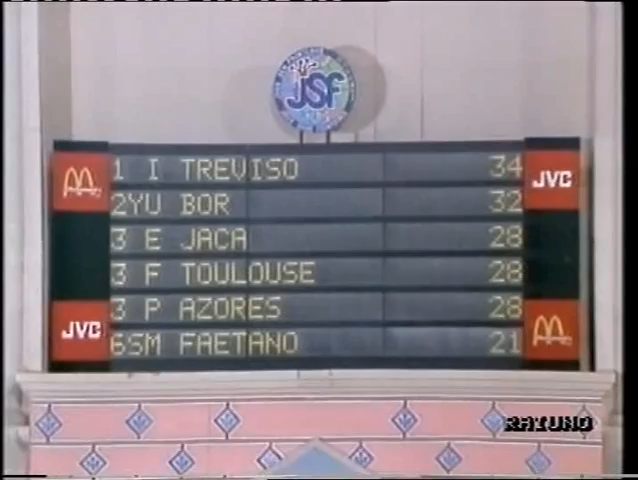 JSF
1 I TREVISO 34
2YU BOR 32
3 E JACA 28
3 F TOULOUSE 28
3 P AZORES 28
6SM FAETANO 21
JVC
JVC
RAIUNO